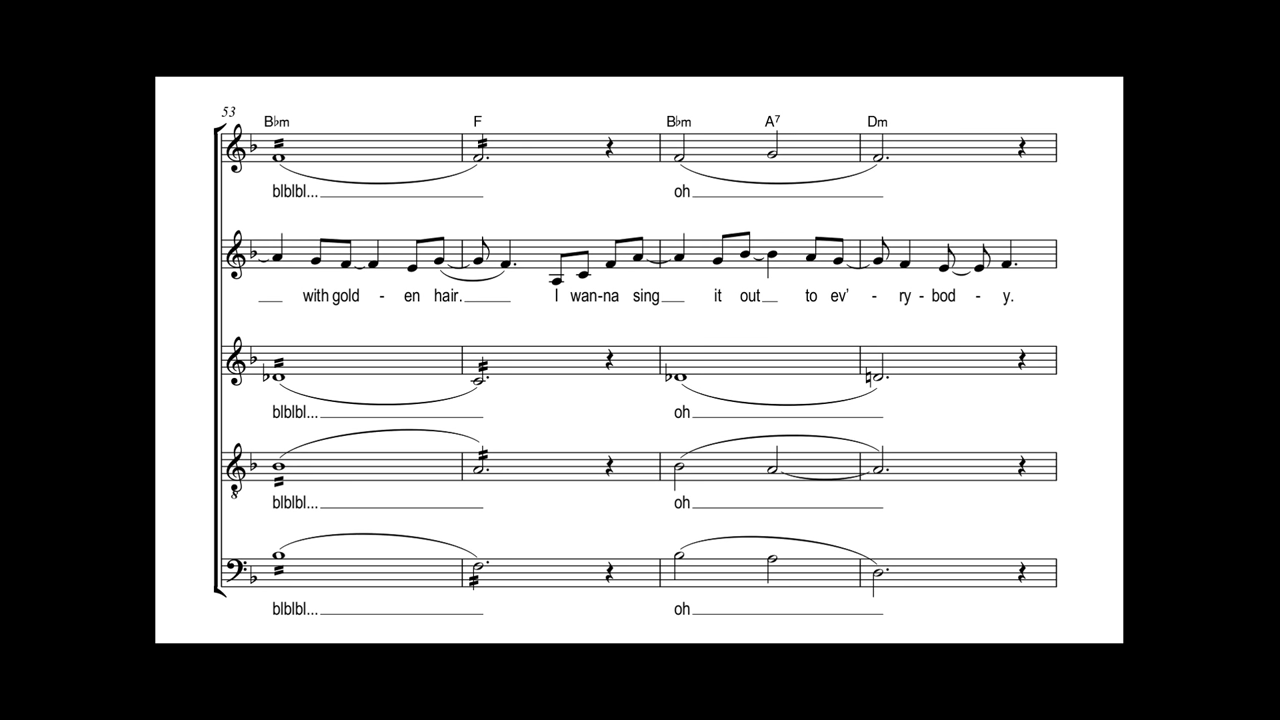 53
B♭m F B♭m A7 Dm
blblbl... oh
with gold - en hair. I wan-na sing it out to ev' - ry - bod - y.
blblbl... oh
8
blblbl... oh
blblbl... oh